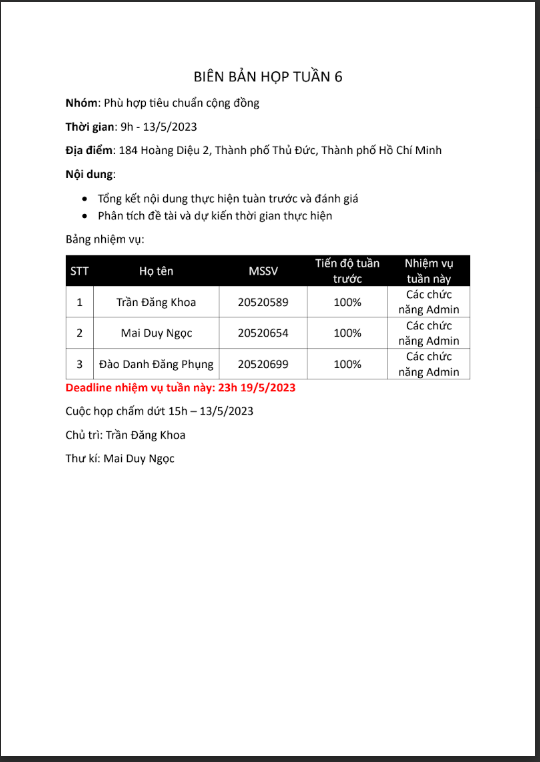 BIÊN BẢN HỌP TUẦN 6
Nhóm: Phù hợp tiêu chuẩn cộng đồng
Thời gian: 9h - 13/5/2023
Địa điểm: 184 Hoàng Diệu 2, Thành phố Thủ Đức, Thành phố Hồ Chí Minh
Nội dung:
• Tổng kết nội dung thực hiện tuàn trước và đánh giá
• Phân tích đề tài và dự kiến thời gian thực hiện
Bảng nhiệm vụ:
STT Họ tên MSSV Tiến độ tuần trước Nhiệm vụ tuần này
1 Trần Đăng Khoa 20520589 100% Các chức năng Admin
2 Mai Duy Ngọc 20520654 100% Các chức năng Admin
3 Đào Danh Đăng Phụng 20520699 100% Các chức năng Admin
Deadline nhiệm vụ tuần này: 23h 19/5/2023
Cuộc họp chấm dứt 15h – 13/5/2023
Chủ trì: Trần Đăng Khoa
Thư kí: Mai Duy Ngọc